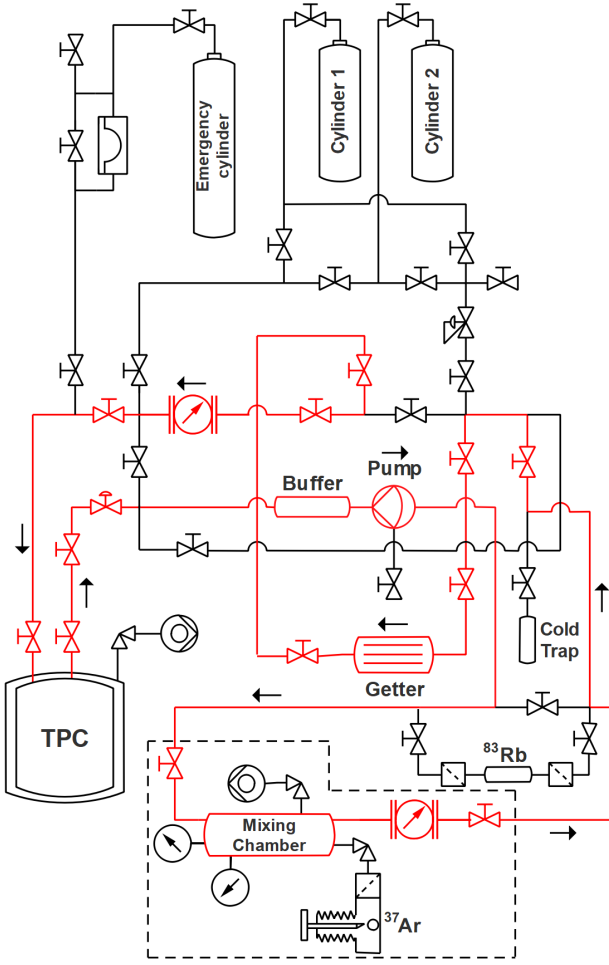 Emergency
cylinder
Cylinder 1
Cylinder 2
Buffer
Pump
Cold
Trap
Getter
TPC
⁸³Rb
Mixing
Chamber
³⁷Ar